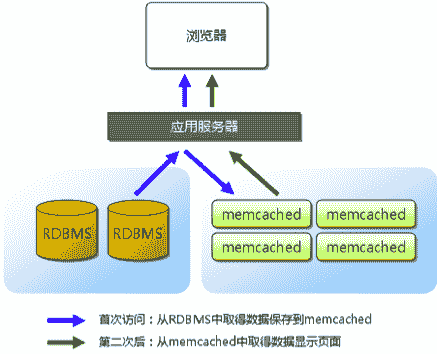 浏览器
应用服务器
RDBMS RDBMS
memcached memcached
memcached memcached
首次访问：从RDBMS中取得数据保存到memcached
第二次后：从memcached中取得数据显示页面